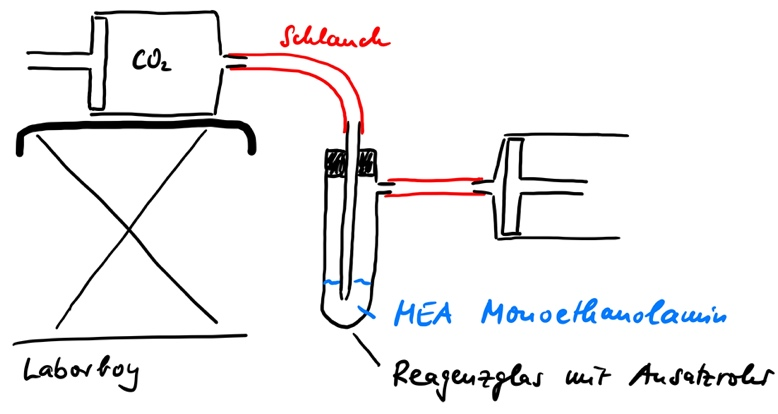 Schlauch
CO₂
MEA Monoethanolamin
Laborboy
Reagenzglas mit Ansatzrohr